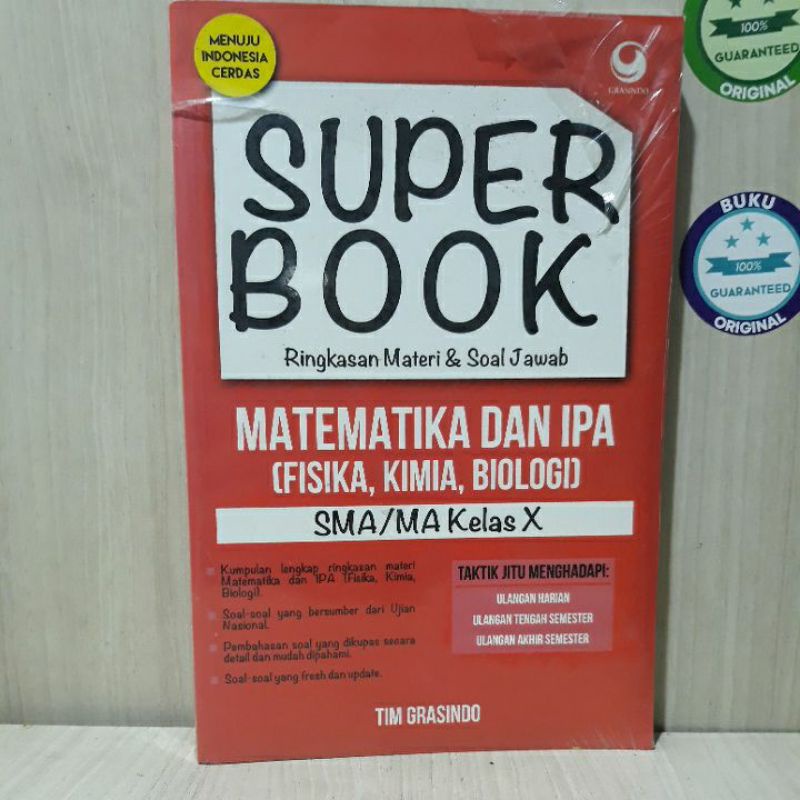 MENUJU
INDONESIA
CERDAS
GRASINDO
SUPER
BOOK
Ringkasan Materi & Soal Jawab
MATEMATIKA DAN IPA
(FISIKA, KIMIA, BIOLOGI)
SMA/MA Kelas X
Kumpulan lengkap ringkasan materi
Matematika dan IPA (Fisika, Kimia,
Biologi).
Soal-soal yang bersumber dari Ujian
Nasional.
Pembahasan soal yang dikupas secara
detail dan mudah dipahami.
Soal-soal yang fresh dan update.
TAKTIK JITU MENGHADAPI:
ULANGAN HARIAN
ULANGAN TENGAH SEMESTER
ULANGAN AKHIR SEMESTER
TIM GRASINDO
100%
GUARANTEED
ORIGINAL
BUKU
100%
GUARANTEED
ORIGINAL